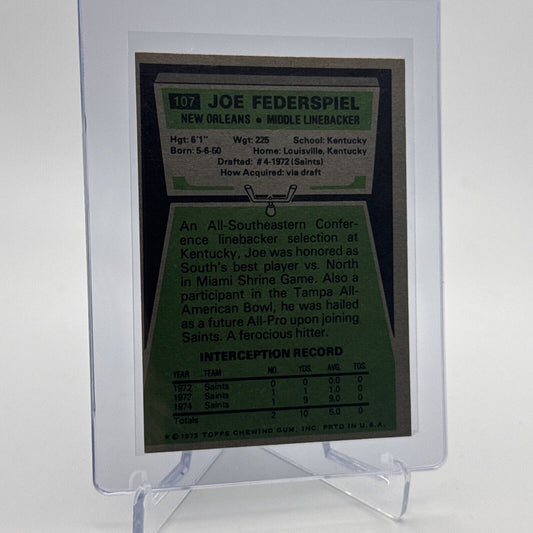 107 JOE FEDERSPIEL
NEW ORLEANS • MIDDLE LINEBACKER
Hgt: 6'1" Wgt: 225 School: Kentucky
Born: 5-6-50 Home: Louisville, Kentucky
Drafted: #4-1972 (Saints)
How Acquired: via draft
An All-Southeastern Confer-
ence linebacker selection at
Kentucky, Joe was honored as
South's best player vs. North
in Miami Shrine Game. Also a
participant in the Tampa All-
American Bowl, he was hailed
as a future All-Pro upon joining
Saints. A ferocious hitter.
INTERCEPTION RECORD
YEAR TEAM NO. YDS. AVG. TDS.
1972 Saints 0 0 0.0 0
1973 Saints 1 1 1.0 0
1974 Saints 1 9 9.0 0
Totals 2 10 5.0 0
★ © 1975 TOPPS CHEWING GUM, INC. PRTD IN U.S.A.